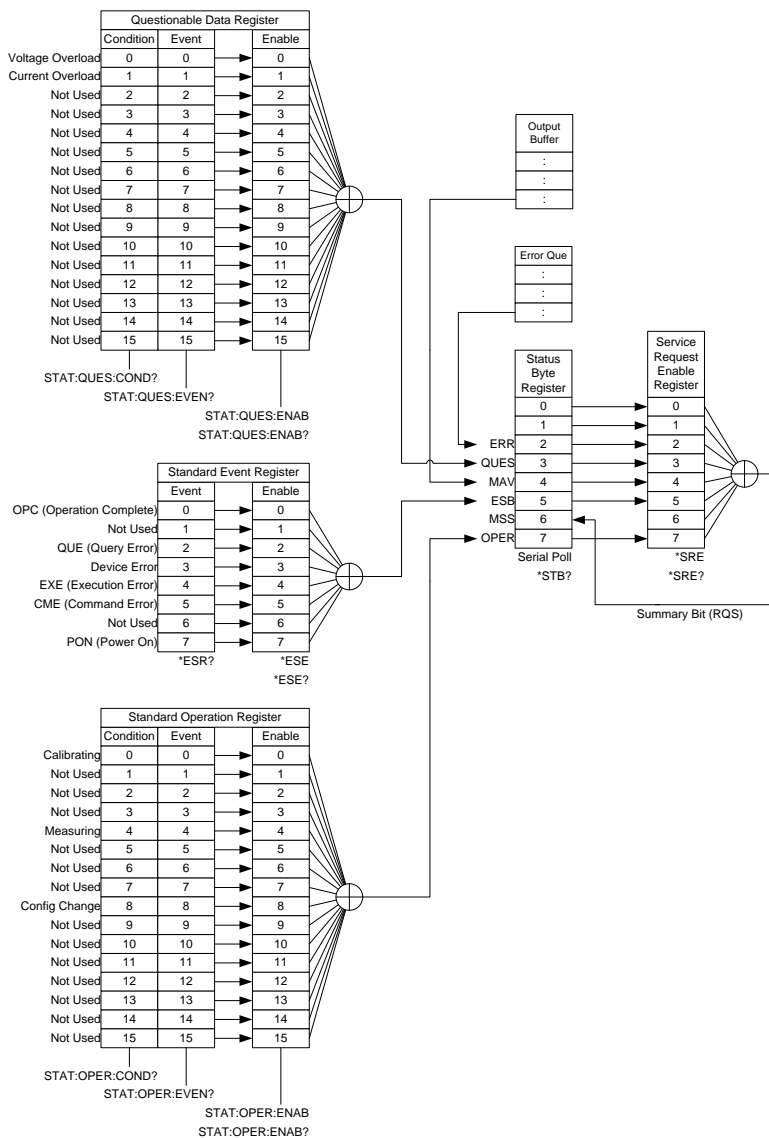 Questionable Data Register
Condition Event Enable
Voltage Overload 0 0 0
Current Overload 1 1 1
Not Used 2 2 2
Not Used 3 3 3
Not Used 4 4 4
Not Used 5 5 5
Not Used 6 6 6
Not Used 7 7 7
Not Used 8 8 8
Not Used 9 9 9
Not Used 10 10 10
Not Used 11 11 11
Not Used 12 12 12
Not Used 13 13 13
Not Used 14 14 14
Not Used 15 15 15
STAT:QUES:COND?
STAT:QUES:EVEN?
STAT:QUES:ENAB
STAT:QUES:ENAB?
Output
Buffer
:
:
:
Error Que
:
:
:
Status
Byte
Register
0
1
ERR 2
QUES 3
MAV 4
ESB 5
MSS 6
OPER 7
Serial Poll
*STB?
Service
Request
Enable
Register
0
1
2
3
4
5
6
7
*SRE
*SRE?
Summary Bit (RQS)
Standard Event Register
Event Enable
OPC (Operation Complete) 0 0
Not Used 1 1
QUE (Query Error) 2 2
Device Error 3 3
EXE (Execution Error) 4 4
CME (Command Error) 5 5
Not Used 6 6
PON (Power On) 7 7
*ESR? *ESE
*ESE?
Standard Operation Register
Condition Event Enable
Calibrating 0 0 0
Not Used 1 1 1
Not Used 2 2 2
Not Used 3 3 3
Measuring 4 4 4
Not Used 5 5 5
Not Used 6 6 6
Not Used 7 7 7
Config Change 8 8 8
Not Used 9 9 9
Not Used 10 10 10
Not Used 11 11 11
Not Used 12 12 12
Not Used 13 13 13
Not Used 14 14 14
Not Used 15 15 15
STAT:OPER:COND?
STAT:OPER:EVEN?
STAT:OPER:ENAB
STAT:OPER:ENAB?